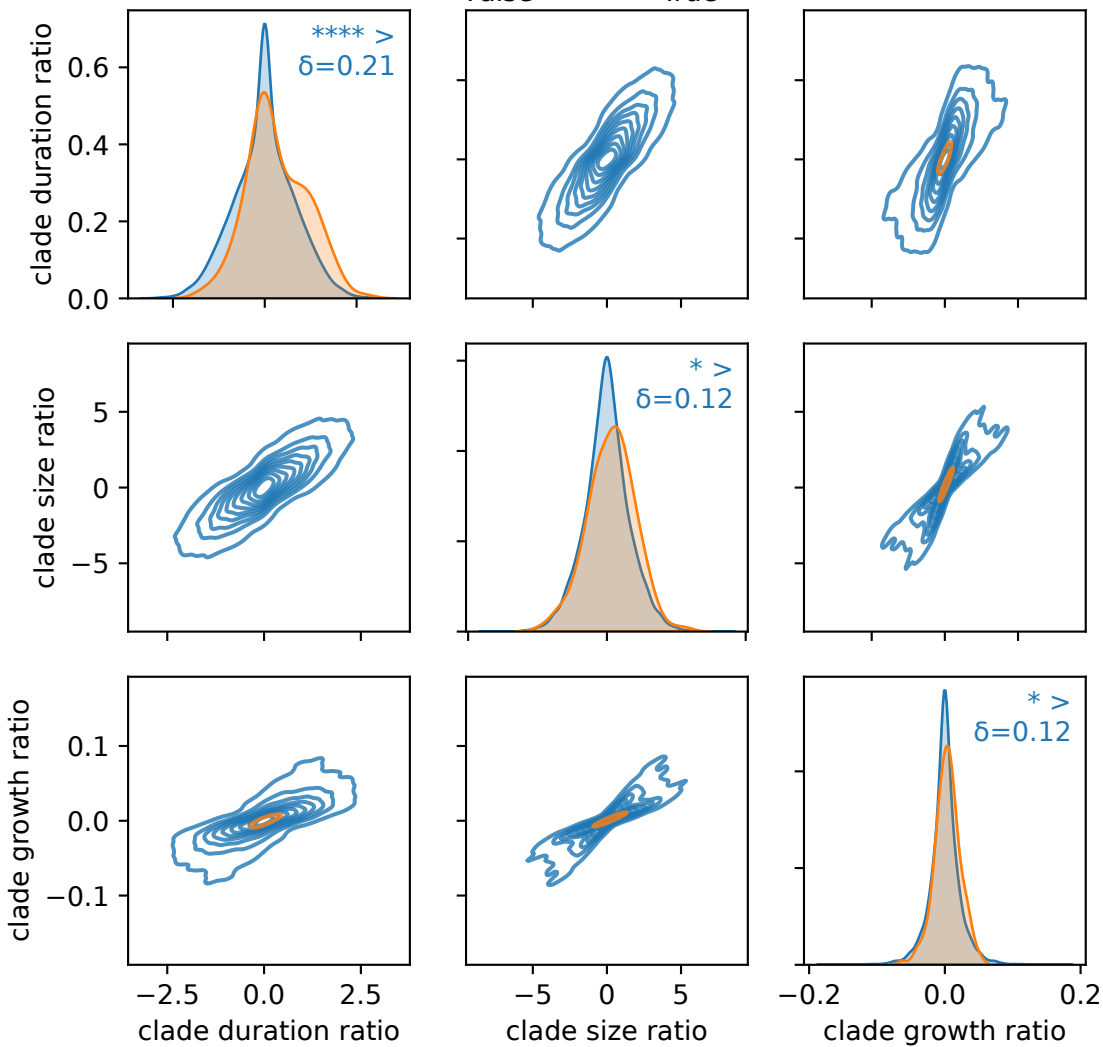 clade duration ratio
0.6
0.4
0.2
0.0
**** >
δ=0.21
clade size ratio
5
0
−5
* >
δ=0.12
clade growth ratio
0.1
0.0
−0.1
* >
δ=0.12
−2.5 0.0 2.5
−5 0 5
−0.2 0.0 0.2
clade duration ratio
clade size ratio
clade growth ratio